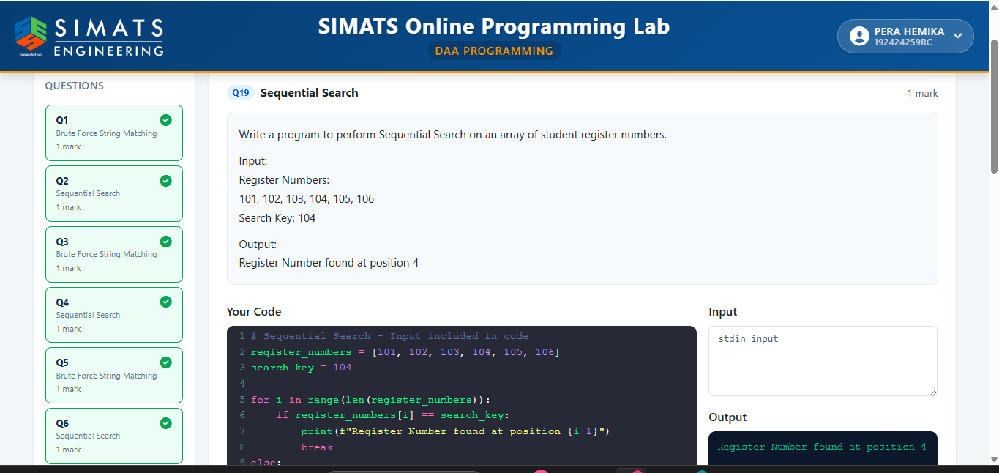 SIMATS
ENGINEERING
Engineer to Excel
SIMATS Online Programming Lab
DAA PROGRAMMING
PERA HEMIKA
192424259RC
QUESTIONS
Q1
Brute Force String Matching
1 mark
Q2
Sequential Search
1 mark
Q3
Brute Force String Matching
1 mark
Q4
Sequential Search
1 mark
Q5
Brute Force String Matching
1 mark
Q6
Sequential Search
1 mark
Q19 Sequential Search
1 mark
Write a program to perform Sequential Search on an array of student register numbers.
Input:
Register Numbers:
101, 102, 103, 104, 105, 106
Search Key: 104
Output:
Register Number found at position 4
Your Code
1 # Sequential Search - Input included in code
2 register_numbers = [101, 102, 103, 104, 105, 106]
3 search_key = 104
4
5 for i in range(len(register_numbers)):
6     if register_numbers[i] == search_key:
7         print(f"Register Number found at position {i+1}")
8         break
9 else:
Input
stdin input
Output
Register Number found at position 4